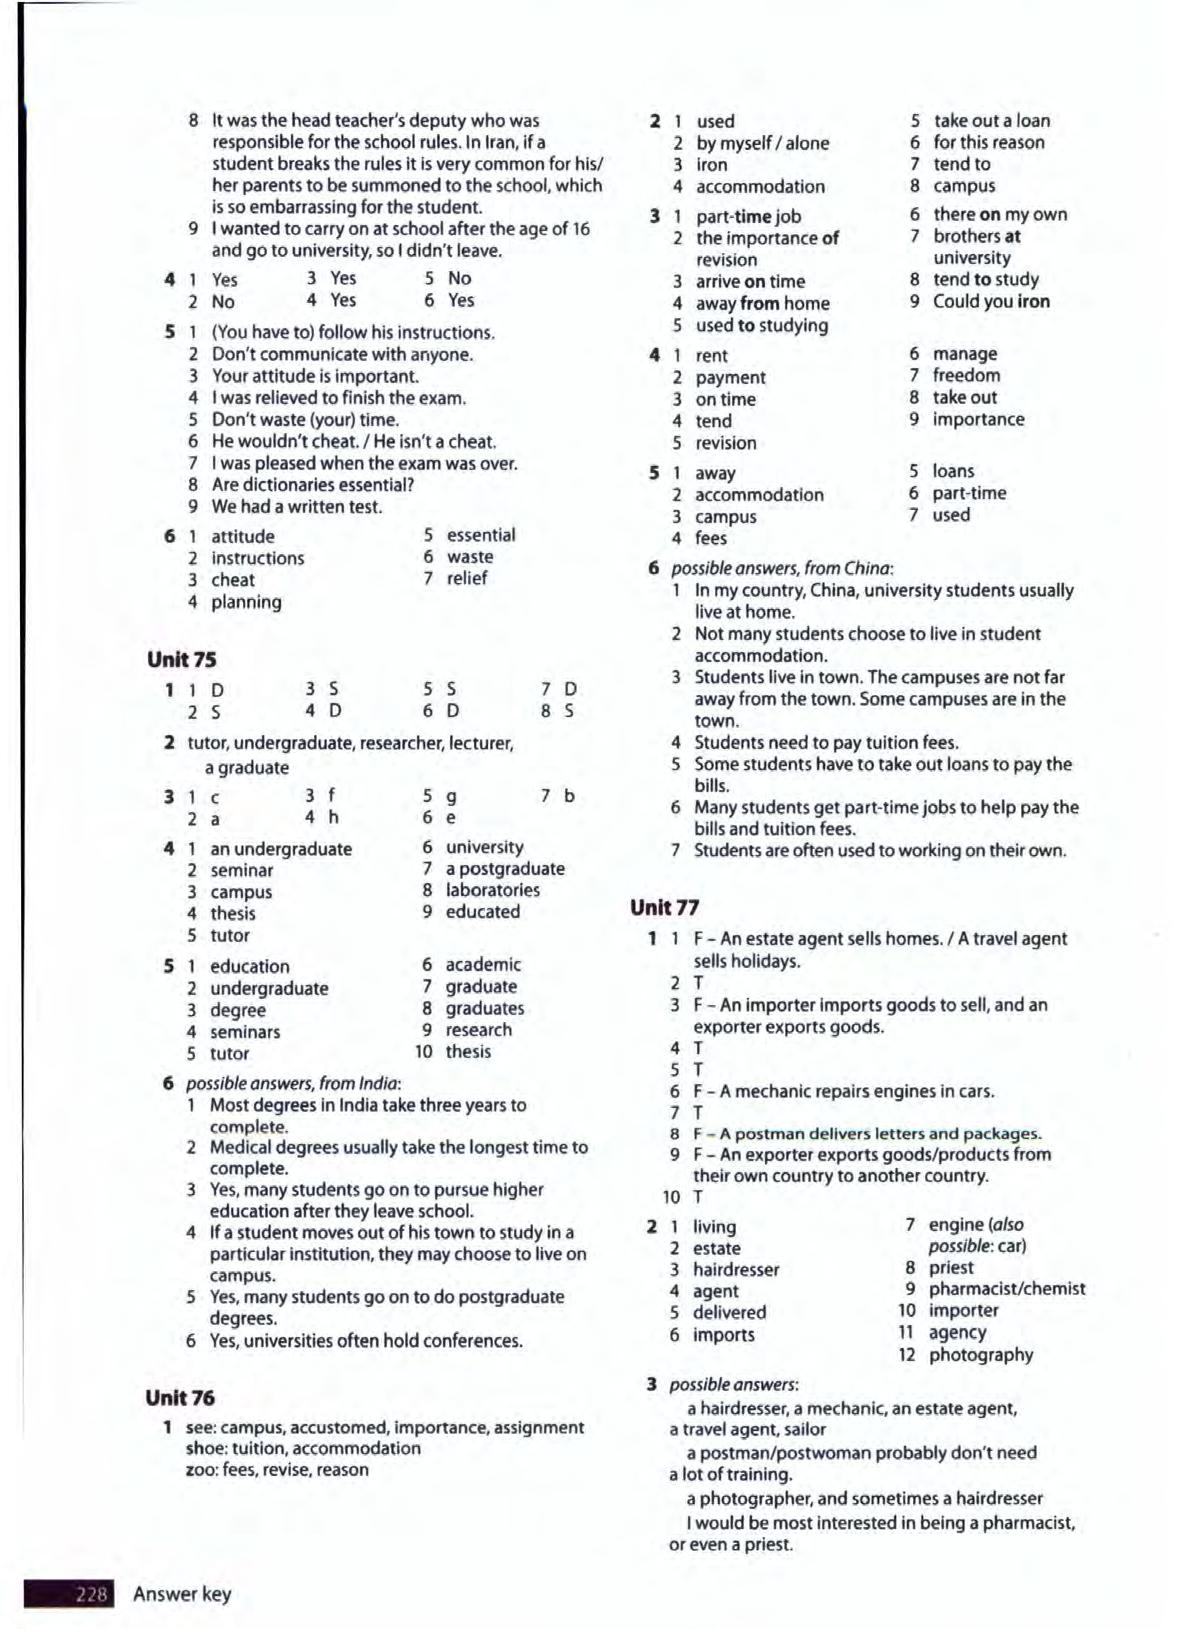 8 It was the head teacher's deputy who was
responsible for the school rules. In Iran, if a
student breaks the rules it is very common for his/
her parents to be summoned to the school, which
is so embarrassing for the student.
9 I wanted to carry on at school after the age of 16
and go to university, so I didn't leave.
4 1 Yes 3 Yes 5 No
2 No 4 Yes 6 Yes
5 1 (You have to) follow his instructions.
2 Don't communicate with anyone.
3 Your attitude is important.
4 I was relieved to finish the exam.
5 Don't waste (your) time.
6 He wouldn't cheat. / He isn't a cheat.
7 I was pleased when the exam was over.
8 Are dictionaries essential?
9 We had a written test.
6 1 attitude 5 essential
2 instructions 6 waste
3 cheat 7 relief
4 planning
Unit 75
1 1 D 3 S 5 S 7 D
2 S 4 D 6 D 8 S
2 tutor, undergraduate, researcher, lecturer,
a graduate
3 1 c 3 f 5 g 7 b
2 a 4 h 6 e
4 1 an undergraduate 6 university
2 seminar 7 a postgraduate
3 campus 8 laboratories
4 thesis 9 educated
5 tutor
5 1 education 6 academic
2 undergraduate 7 graduate
3 degree 8 graduates
4 seminars 9 research
5 tutor 10 thesis
6 possible answers, from India:
1 Most degrees in India take three years to
complete.
2 Medical degrees usually take the longest time to
complete.
3 Yes, many students go on to pursue higher
education after they leave school.
4 If a student moves out of his town to study in a
particular institution, they may choose to live on
campus.
5 Yes, many students go on to do postgraduate
degrees.
6 Yes, universities often hold conferences.
Unit 76
1 see: campus, accustomed, importance, assignment
shoe: tuition, accommodation
zoo: fees, revise, reason
2 1 used 5 take out a loan
2 by myself / alone 6 for this reason
3 iron 7 tend to
4 accommodation 8 campus
3 1 part-time job 6 there on my own
2 the importance of 7 brothers at
revision university
3 arrive on time 8 tend to study
4 away from home 9 Could you iron
5 used to studying
4 1 rent 6 manage
2 payment 7 freedom
3 on time 8 take out
4 tend 9 importance
5 revision
5 1 away 5 loans
2 accommodation 6 part-time
3 campus 7 used
4 fees
6 possible answers, from China:
1 In my country, China, university students usually
live at home.
2 Not many students choose to live in student
accommodation.
3 Students live in town. The campuses are not far
away from the town. Some campuses are in the
town.
4 Students need to pay tuition fees.
5 Some students have to take out loans to pay the
bills.
6 Many students get part-time jobs to help pay the
bills and tuition fees.
7 Students are often used to working on their own.
Unit 77
1 1 F – An estate agent sells homes. / A travel agent
sells holidays.
2 T
3 F – An importer imports goods to sell, and an
exporter exports goods.
4 T
5 T
6 F – A mechanic repairs engines in cars.
7 T
8 F – A postman delivers letters and packages.
9 F – An exporter exports goods/products from
their own country to another country.
10 T
2 1 living 7 engine (also
2 estate possible: car)
3 hairdresser 8 priest
4 agent 9 pharmacist/chemist
5 delivered 10 importer
6 imports 11 agency
12 photography
3 possible answers:
a hairdresser, a mechanic, an estate agent,
a travel agent, sailor
a postman/postwoman probably don't need
a lot of training.
a photographer, and sometimes a hairdresser
I would be most interested in being a pharmacist,
or even a priest.
228 Answer key